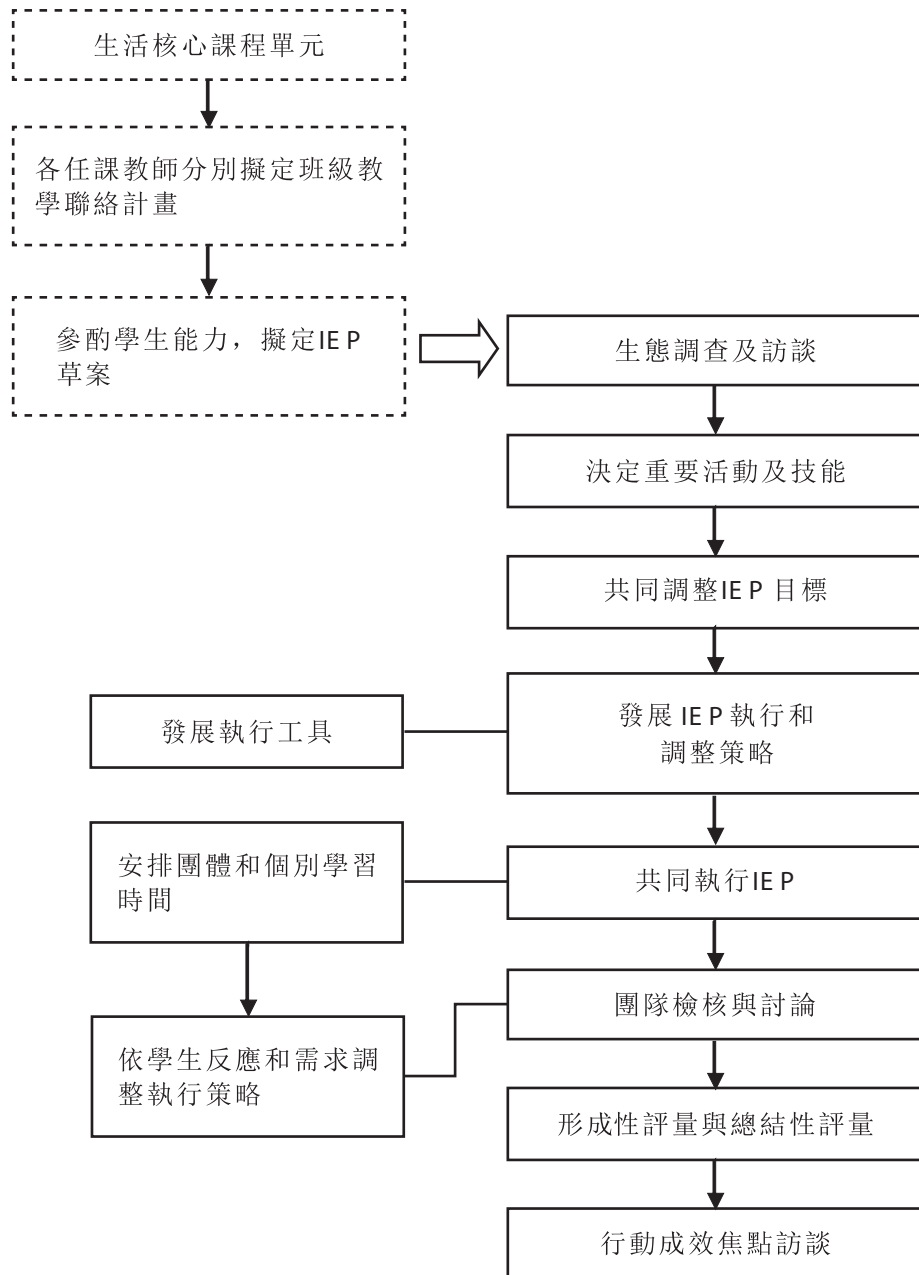 生活核心課程單元
各任課教師分別擬定班級教
學聯絡計畫
參酌學生能力，擬定IEP
草案
生態調查及訪談
決定重要活動及技能
共同調整IEP 目標
發展 IEP 執行和
調整策略
發展執行工具
共同執行IEP
安排團體和個別學習
時間
團隊檢核與討論
依學生反應和需求調
整執行策略
形成性評量與總結性評量
行動成效焦點訪談